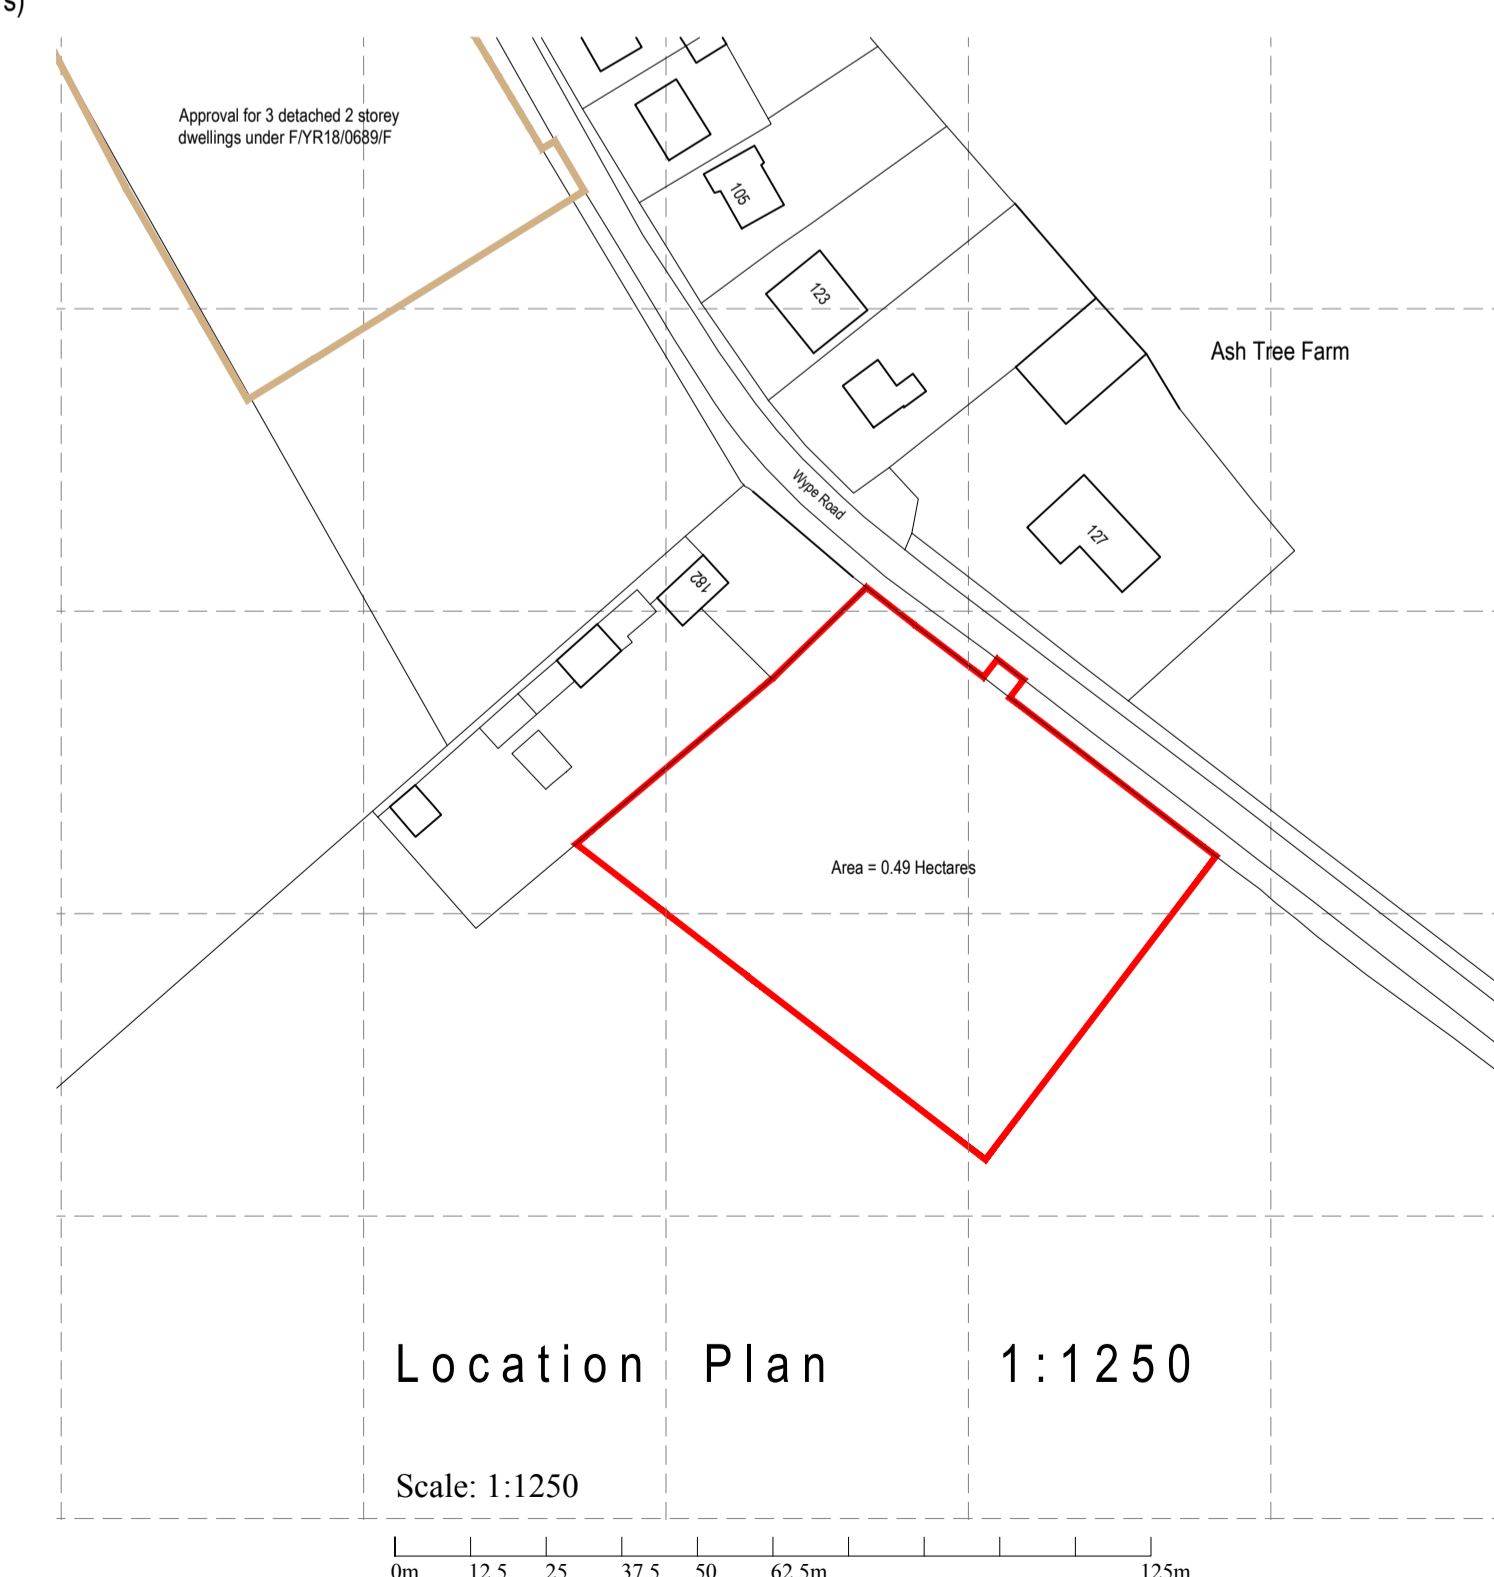 s)
Approval for 3 detached 2 storey
dwellings under F/YR18/0689/F
105
123
Ash Tree Farm
Wype Road
127
182
Area = 0.49 Hectares
Location Plan 1:1250
Scale: 1:1250
0m 12.5 25 37.5 50 62.5m 125m